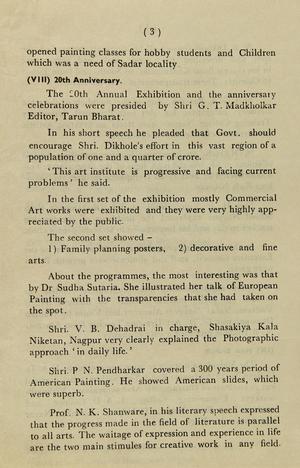 ( 3 )
opened painting classes for hobby students and Children
which was a need of Sadar locality
(VIII) 20th Anniversary.
The 20th Annual Exhibition and the anniversary
celebrations were presided by Shri G. T. Madkholkar
Editor, Tarun Bharat.
In his short speech he pleaded that Govt. should
encourage Shri. Dikhole's effort in this vast region of a
population of one and a quarter of crore.
'This art institute is progressive and facing current
problems' he said.
In the first set of the exhibition mostly Commercial
Art works were exhibited and they were very highly app-
reciated by the public.
The second set showed –
1) Family planning posters, 2) decorative and fine
arts.
About the programmes, the most interesting was that
by Dr Sudha Sutaria. She illustrated her talk of European
Painting with the transparencies that she had taken on
the spot.
Shri. V. B. Dehadrai in charge, Shasakiya Kala
Niketan, Nagpur very clearly explained the Photographic
approach 'in daily life.'
Shri. P N. Pendharkar covered a 300 years period of
American Painting. He showed American slides, which
were superb.
Prof. N. K. Shanware, in his literary speech expressed
that the progress made in the field of literature is parallel
to all arts. The waitage of expression and experience in life
are the two main stimules for creative work in any field.